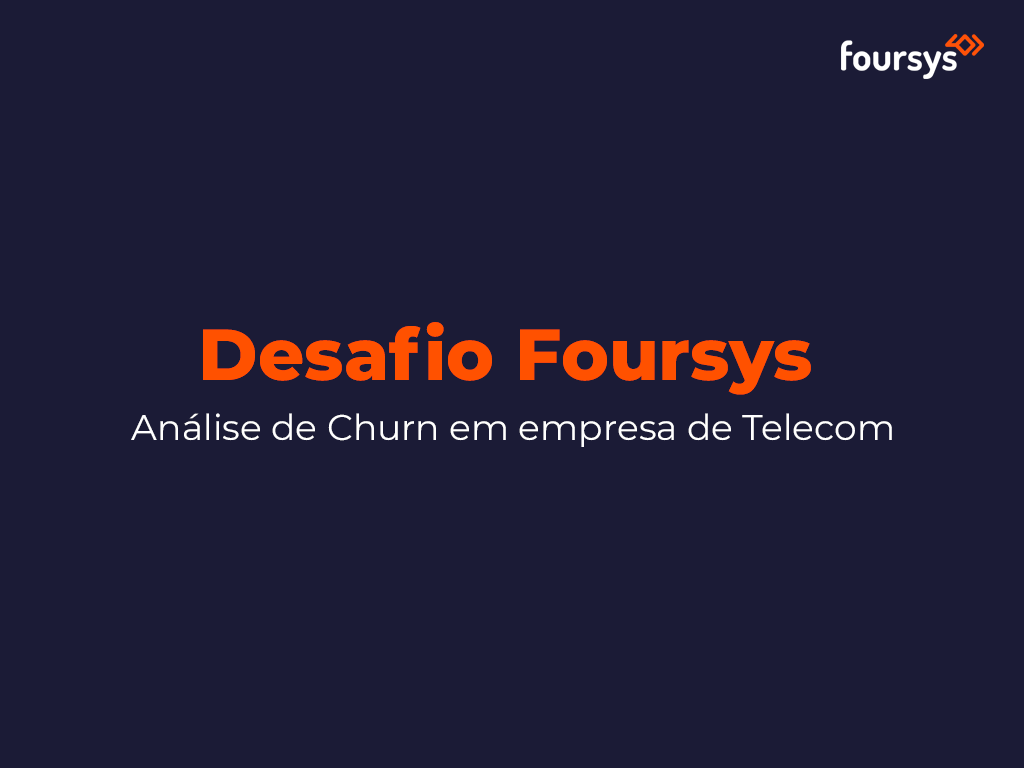 foursys
Desafio Foursys
Análise de Churn em empresa de Telecom